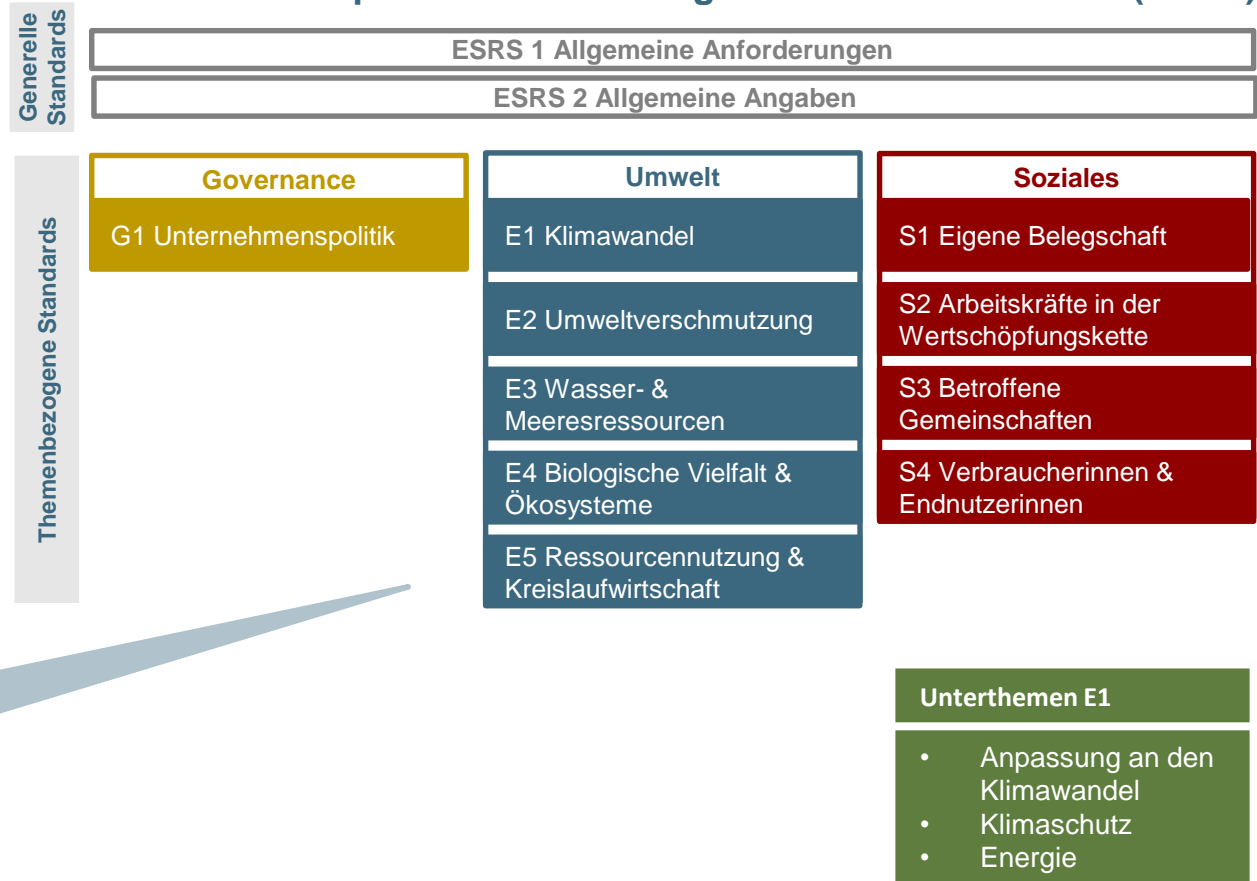 Generelle
Standards
ESRS 1 Allgemeine Anforderungen
ESRS 2 Allgemeine Angaben
Themenbezogene Standards
Governance
G1 Unternehmenspolitik
Umwelt
E1 Klimawandel
E2 Umweltverschmutzung
E3 Wasser- &
Meeresressourcen
E4 Biologische Vielfalt &
Ökosysteme
E5 Ressourcennutzung &
Kreislaufwirtschaft
Soziales
S1 Eigene Belegschaft
S2 Arbeitskräfte in der
Wertschöpfungskette
S3 Betroffene
Gemeinschaften
S4 Verbraucherinnen &
Endnutzerinnen
Unterthemen E1
• Anpassung an den
Klimawandel
• Klimaschutz
• Energie